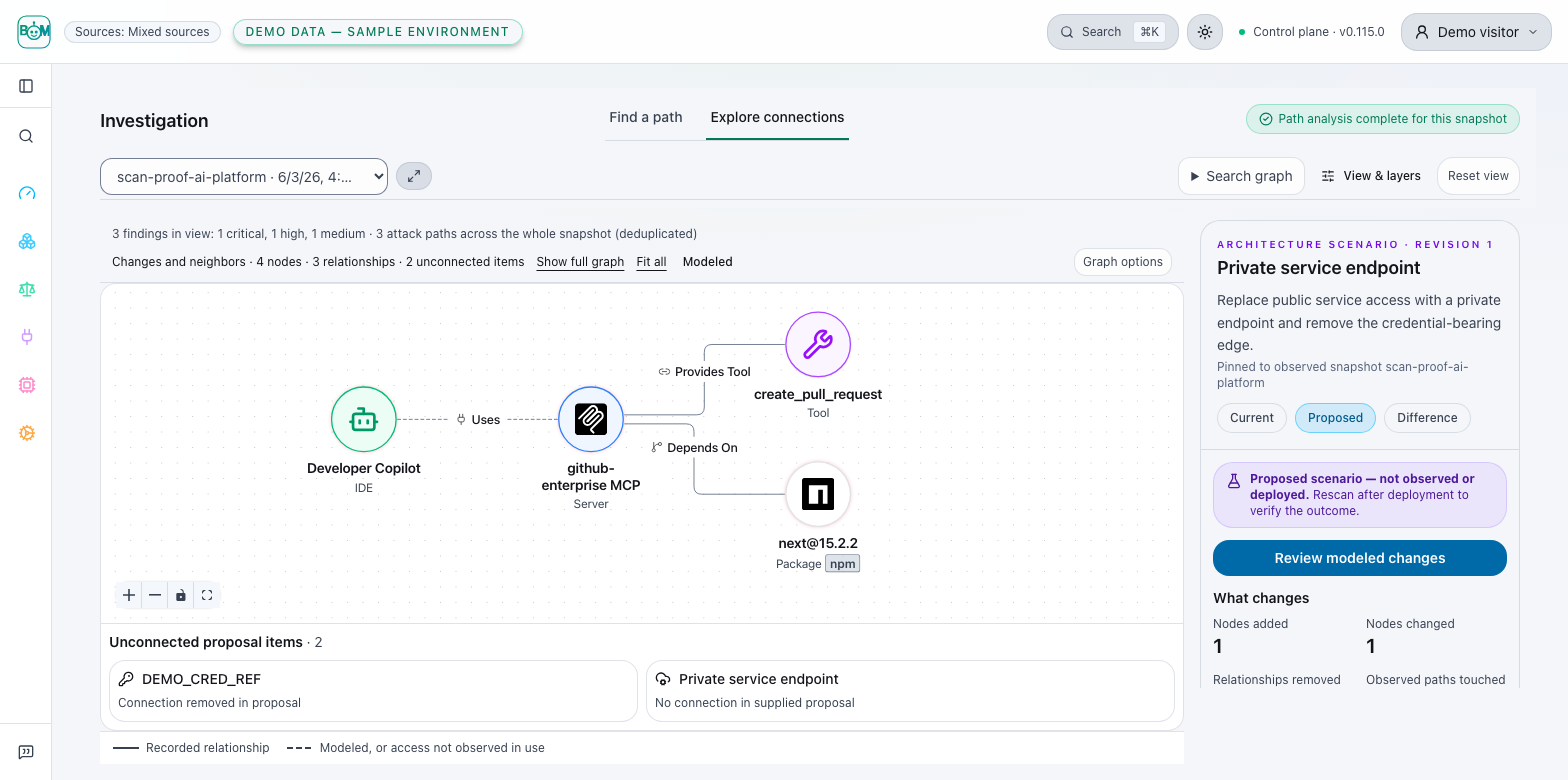 BOM
Sources: Mixed sources
DEMO DATA — SAMPLE ENVIRONMENT
Search ⌘K
Control plane · v0.115.0
Demo visitor
Investigation
Find a path
Explore connections
Path analysis complete for this snapshot
scan-proof-ai-platform · 6/3/26, 4:...
Search graph
View & layers
Reset view
3 findings in view: 1 critical, 1 high, 1 medium · 3 attack paths across the whole snapshot (deduplicated)
Changes and neighbors · 4 nodes · 3 relationships · 2 unconnected items Show full graph Fit all Modeled
Graph options
Provides Tool
create_pull_request
Tool
Uses
Depends On
Developer Copilot
IDE
github-
enterprise MCP
Server
next@15.2.2
Package npm
Unconnected proposal items · 2
DEMO_CRED_REF
Connection removed in proposal
Private service endpoint
No connection in supplied proposal
Recorded relationship
Modeled, or access not observed in use
ARCHITECTURE SCENARIO · REVISION 1
Private service endpoint
Replace public service access with a private
endpoint and remove the credential-bearing
edge.
Pinned to observed snapshot scan-proof-ai-
platform
Current
Proposed
Difference
Proposed scenario — not observed or
deployed. Rescan after deployment to
verify the outcome.
Review modeled changes
What changes
Nodes added
1
Nodes changed
1
Relationships removed
Observed paths touched